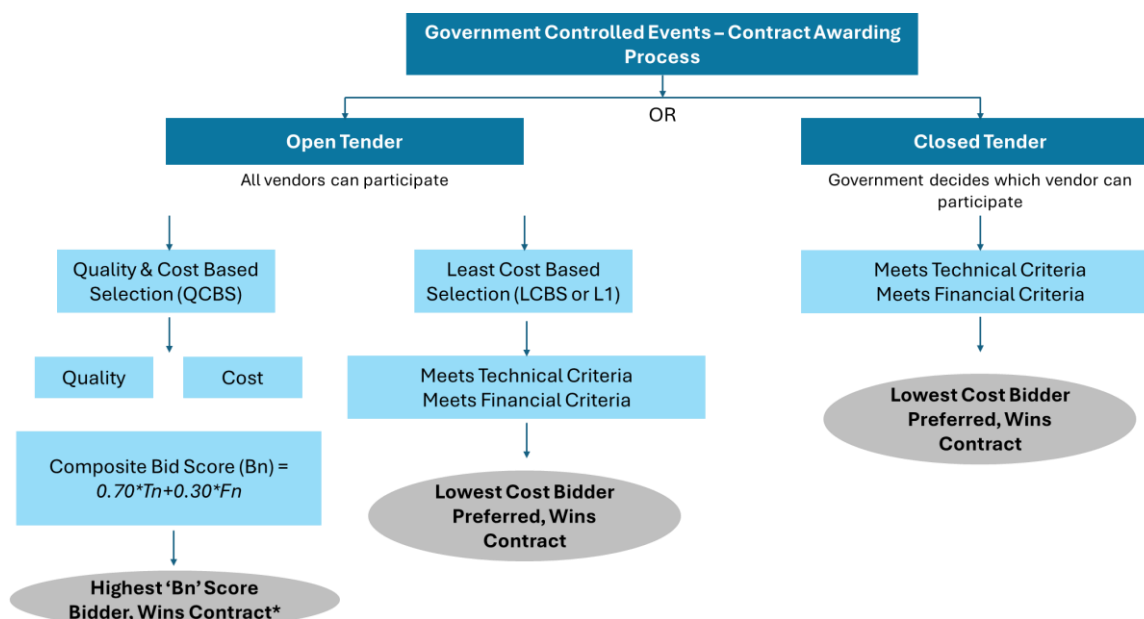 Government Controlled Events – Contract Awarding
Process
OR
Open Tender
Closed Tender
All vendors can participate
Government decides which vendor can
participate
Quality & Cost Based
Selection (QCBS)
Least Cost Based
Selection (LCBS or L1)
Meets Technical Criteria
Meets Financial Criteria
Quality
Cost
Meets Technical Criteria
Meets Financial Criteria
Lowest Cost Bidder
Preferred, Wins
Contract
Composite Bid Score (Bn) =
0.70*Tn+0.30*Fn
Lowest Cost Bidder
Preferred, Wins
Contract
Highest ‘Bn’ Score
Bidder, Wins Contract*